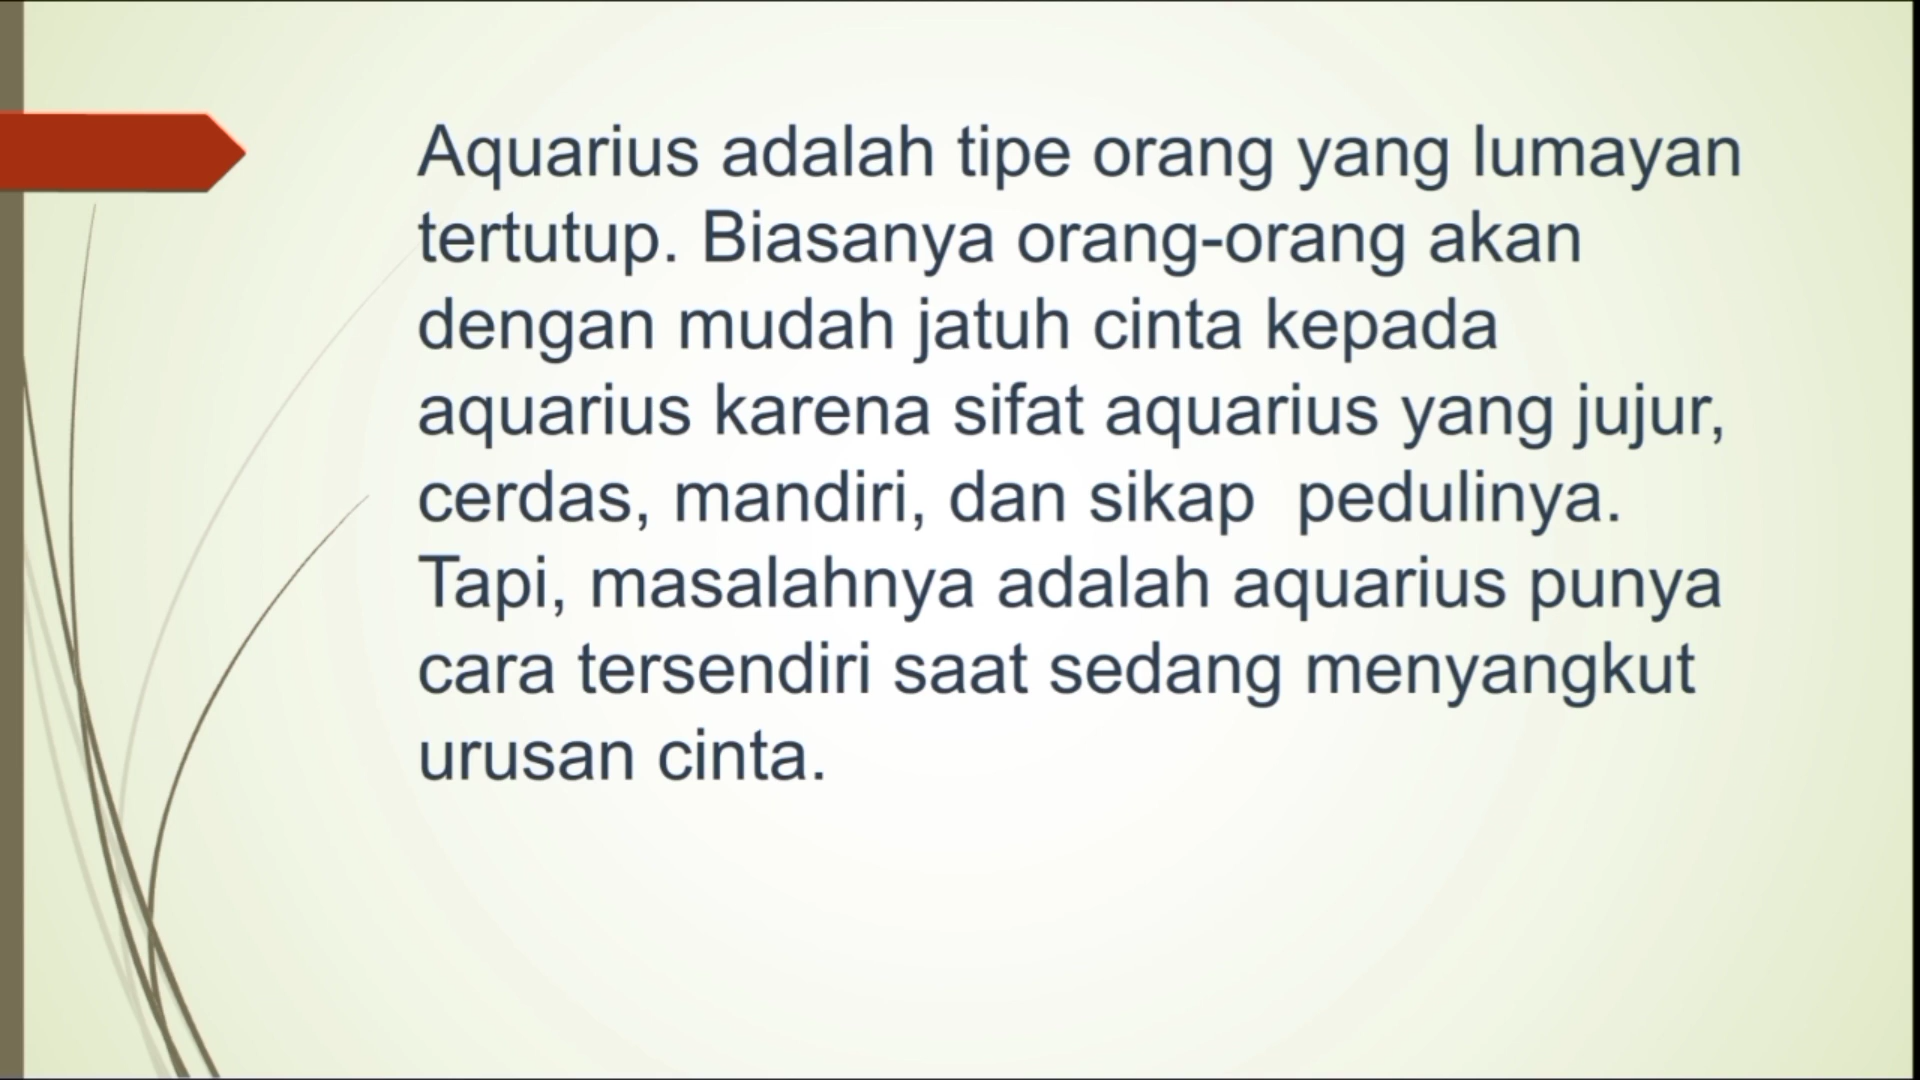 Aquarius adalah tipe orang yang lumayan
tertutup. Biasanya orang-orang akan
dengan mudah jatuh cinta kepada
aquarius karena sifat aquarius yang jujur,
cerdas, mandiri, dan sikap  pedulinya.
Tapi, masalahnya adalah aquarius punya
cara tersendiri saat sedang menyangkut
urusan cinta.